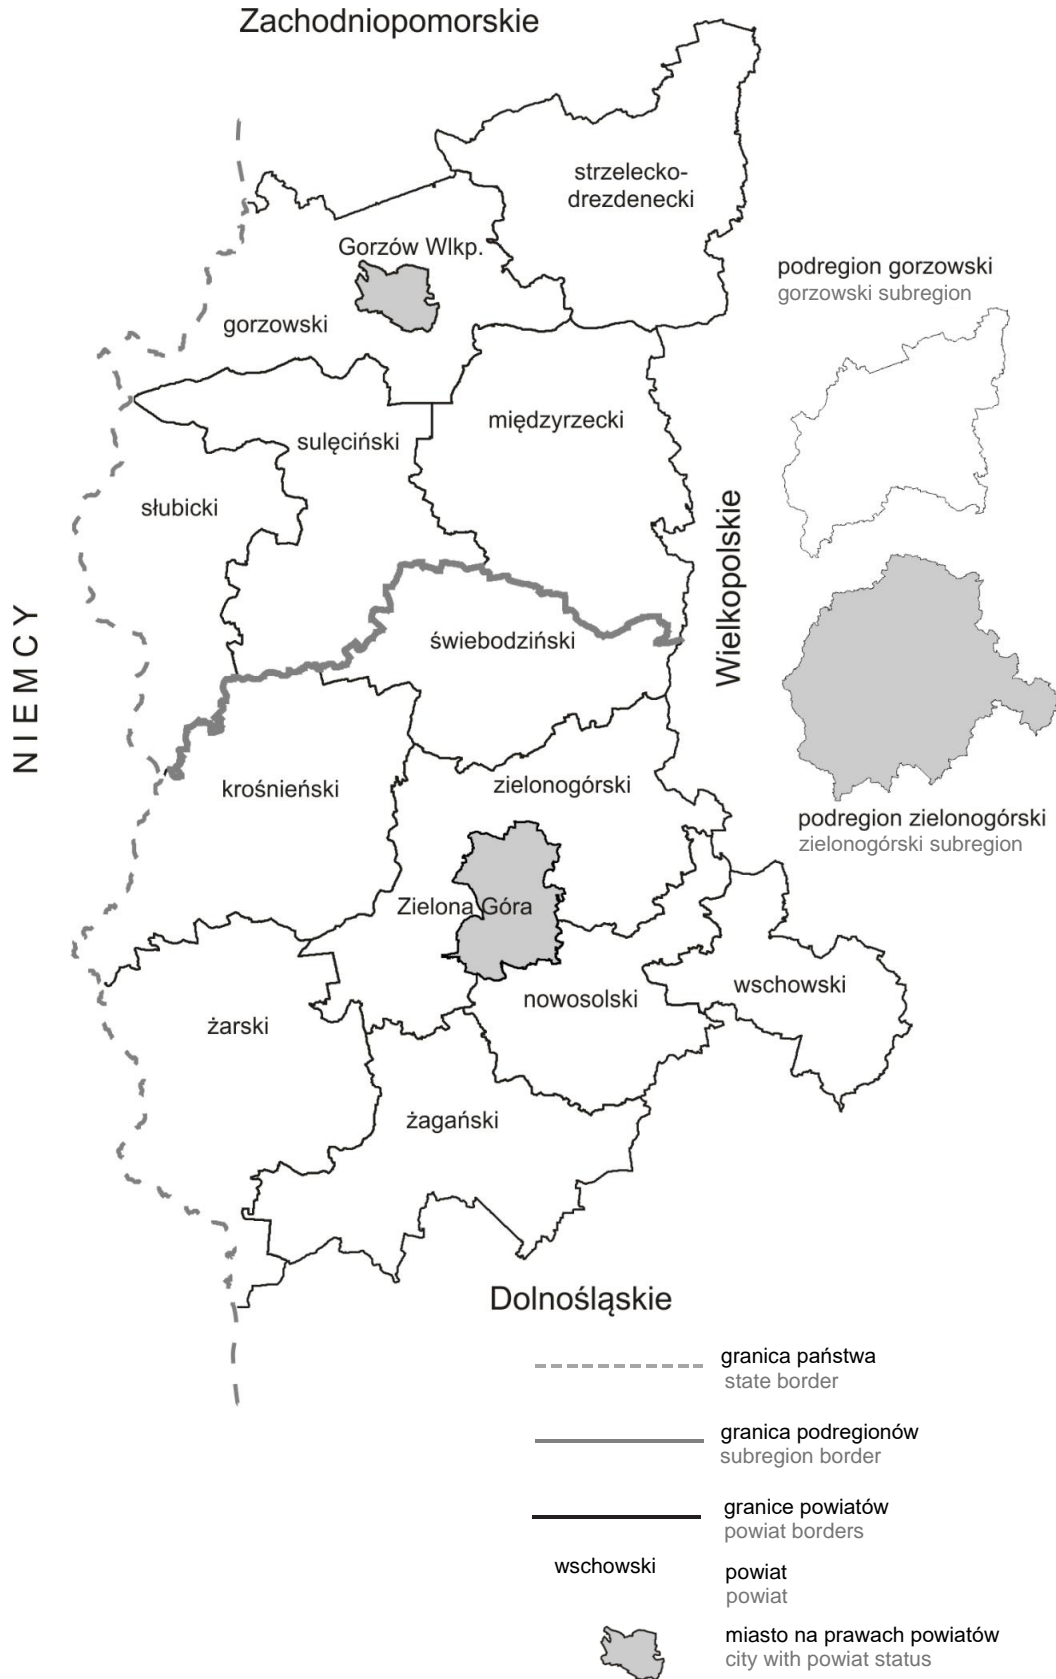 Zachodniopomorskie
strzelecko-
drezdenecki
Gorzów Wlkp.
podregion gorzowski
gorzowski subregion
gorzowski
międzyrzecki
sulęciński
słubicki
Wielkopolskie
NIEMCY
świebodziński
krośnieński
zielonogórski
podregion zielonogórski
zielonogórski subregion
Zielona Góra
wschowski
nowosolski
żarski
żagański
Dolnośląskie
granica państwa
state border
granica podregionów
subregion border
granice powiatów
powiat borders
wschowski
powiat
powiat
miasto na prawach powiatów
city with powiat status